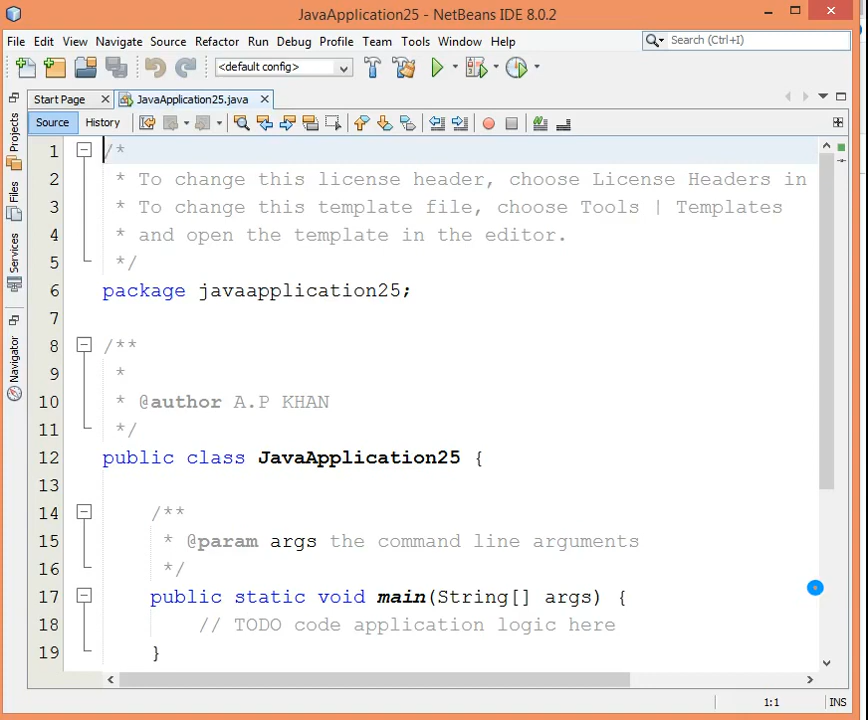 JavaApplication25 - NetBeans IDE 8.0.2
File Edit View Navigate Source Refactor Run Debug Profile Team Tools Window Help
Search (Ctrl+I)
<default config>
Start Page JavaApplication25.java
Source History
Projects
Files
Services
Navigator
1 /*
2 * To change this license header, choose License Headers in
3 * To change this template file, choose Tools | Templates
4 * and open the template in the editor.
5 */
6 package javaapplication25;
7
8 /**
9 *
10 * @author A.P KHAN
11 */
12 public class JavaApplication25 {
13
14 /**
15 * @param args the command line arguments
16 */
17 public static void main(String[] args) {
18 // TODO code application logic here
19 }
1:1 INS